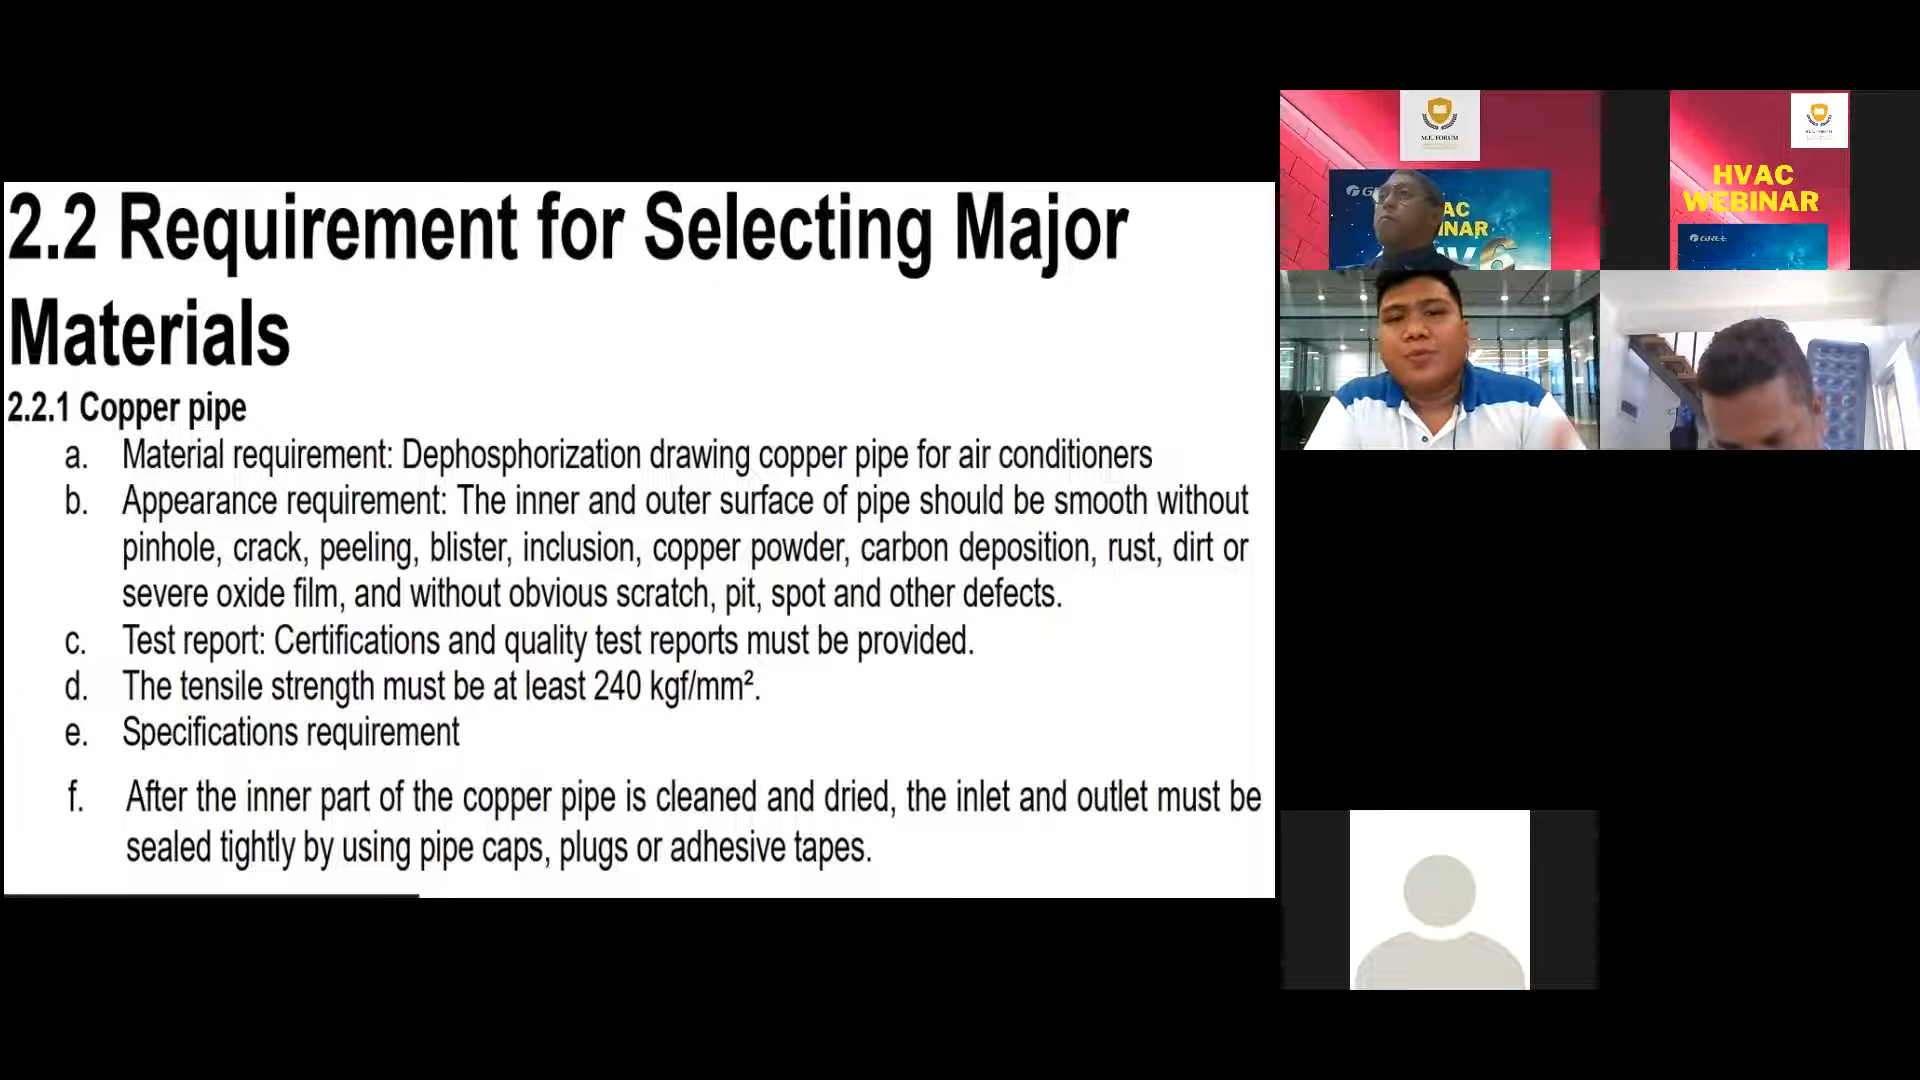 2.2 Requirement for Selecting Major
Materials
2.2.1 Copper pipe
a. Material requirement: Dephosphorization drawing copper pipe for air conditioners
b. Appearance requirement: The inner and outer surface of pipe should be smooth without
pinhole, crack, peeling, blister, inclusion, copper powder, carbon deposition, rust, dirt or
severe oxide film, and without obvious scratch, pit, spot and other defects.
c. Test report: Certifications and quality test reports must be provided.
d. The tensile strength must be at least 240 kgf/mm².
e. Specifications requirement
f. After the inner part of the copper pipe is cleaned and dried, the inlet and outlet must be
sealed tightly by using pipe caps, plugs or adhesive tapes.
M.E. FORUM
AC
INAR
V6
HVAC
WEBINAR
GREE